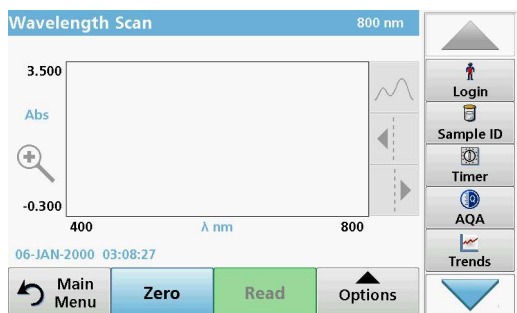 Wavelength Scan
800 nm
3.500
Abs
-0.300
400
λ nm
800
06-JAN-2000 03:08:27
Main
Menu
Zero
Read
Options
Login
Sample ID
Timer
AQA
Trends